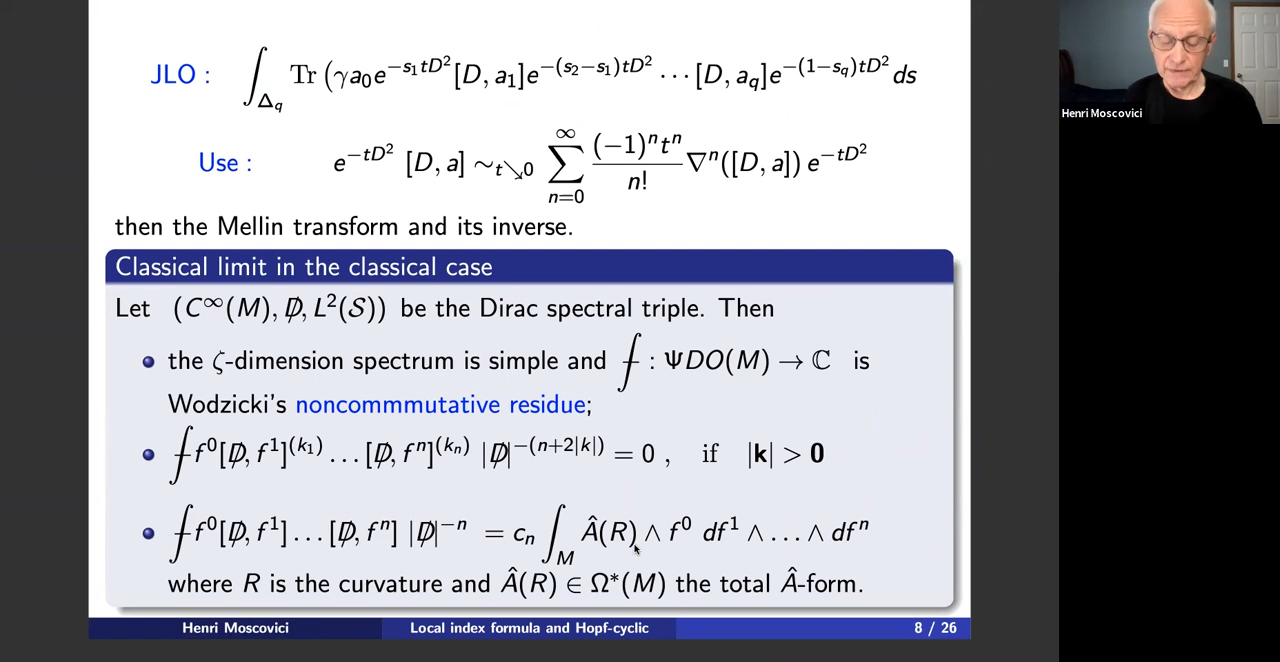 JLO : ∫_{Δ_q} Tr (γa_0e^{−s_1tD^2}[D, a_1]e^{−(s_2−s_1)tD^2} ⋯ [D, a_q]e^{−(1−s_q)tD^2} ds
Use : e^{−tD^2} [D, a] ∼_{t↘0} ∑_{n=0}^{∞} \frac{(−1)^n t^n}{n!} ∇^n([D, a]) e^{−tD^2}
then the Mellin transform and its inverse.
Classical limit in the classical case
Let (C^∞(M), D̸, L^2(S)) be the Dirac spectral triple. Then
• the ζ-dimension spectrum is simple and ⨍ : ΨDO(M) → ℂ is
Wodzicki's noncommmutative residue;
• ⨍ f^0[D̸, f^1]^{(k_1)} … [D̸, f^n]^{(k_n)} |D̸|^{−(n+2|k|)} = 0 , if |k| > 0
• ⨍ f^0[D̸, f^1] … [D̸, f^n] |D̸|^{−n} = c_n ∫_M Â(R) ∧ f^0 df^1 ∧ … ∧ df^n
where R is the curvature and Â(R) ∈ Ω*(M) the total Â-form.
Henri Moscovici Local index formula and Hopf-cyclic 8 / 26
Henri Moscovici